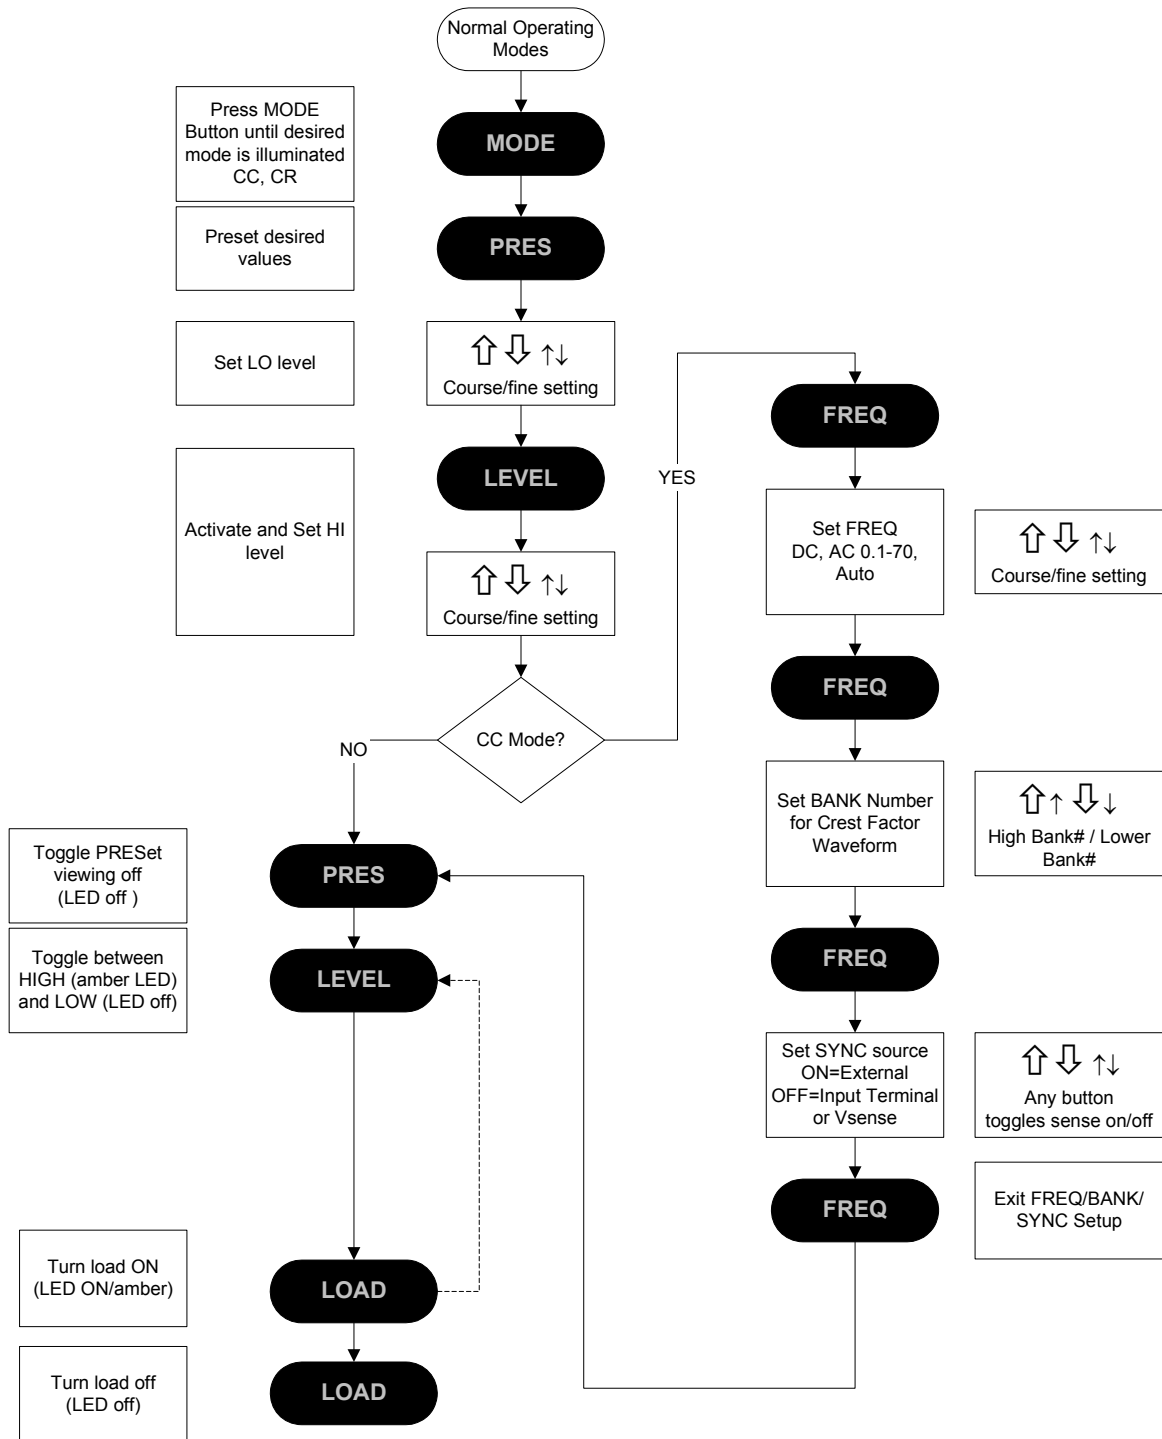 Normal Operating
Modes
Press MODE
Button until desired
mode is illuminated
CC, CR
MODE
Preset desired
values
PRES
Set LO level
⇧ ⇩ ↑↓
Course/fine setting
LEVEL
Activate and Set HI
level
⇧ ⇩ ↑↓
Course/fine setting
CC Mode?
YES
NO
FREQ
Set FREQ
DC, AC 0.1-70,
Auto
⇧ ⇩ ↑↓
Course/fine setting
FREQ
Set BANK Number
for Crest Factor
Waveform
⇧↑ ⇩↓
High Bank# / Lower
Bank#
FREQ
Set SYNC source
ON=External
OFF=Input Terminal
or Vsense
⇧ ⇩ ↑↓
Any button
toggles sense on/off
FREQ
Exit FREQ/BANK/
SYNC Setup
Toggle PRESet
viewing off
(LED off )
PRES
Toggle between
HIGH (amber LED)
and LOW (LED off)
LEVEL
Turn load ON
(LED ON/amber)
LOAD
Turn load off
(LED off)
LOAD